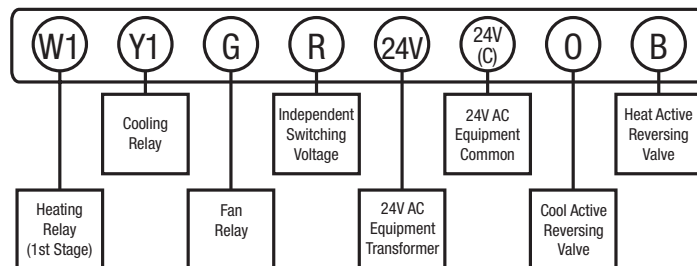 W1
Y1
G
R
24V
24V
(C)
O
B
Cooling
Relay
Independent
Switching
Voltage
24V AC
Equipment
Common
Heat Active
Reversing
Valve
Heating
Relay
(1st Stage)
Fan
Relay
24V AC
Equipment
Transformer
Cool Active
Reversing
Valve